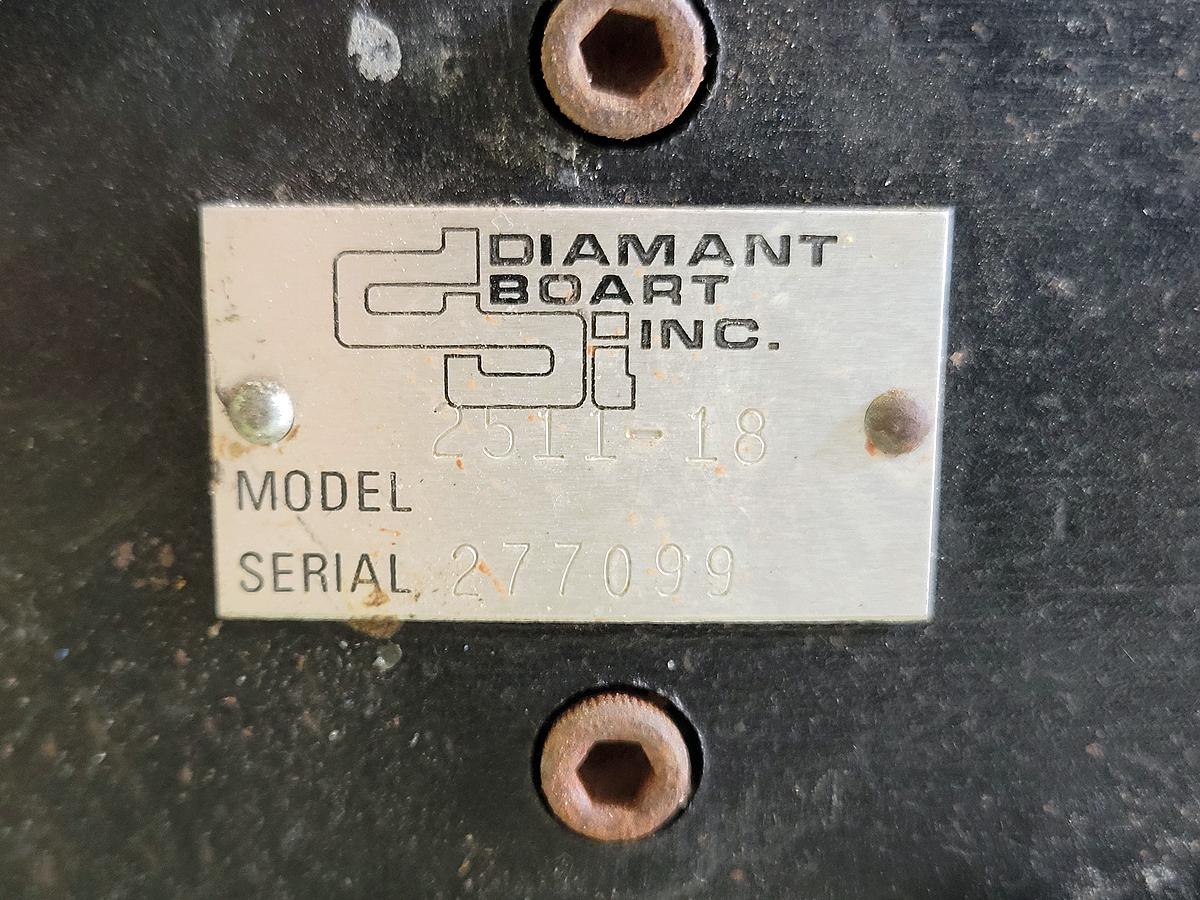 DIAMANT
BOART
INC.
2511-18
MODEL
SERIAL 277099